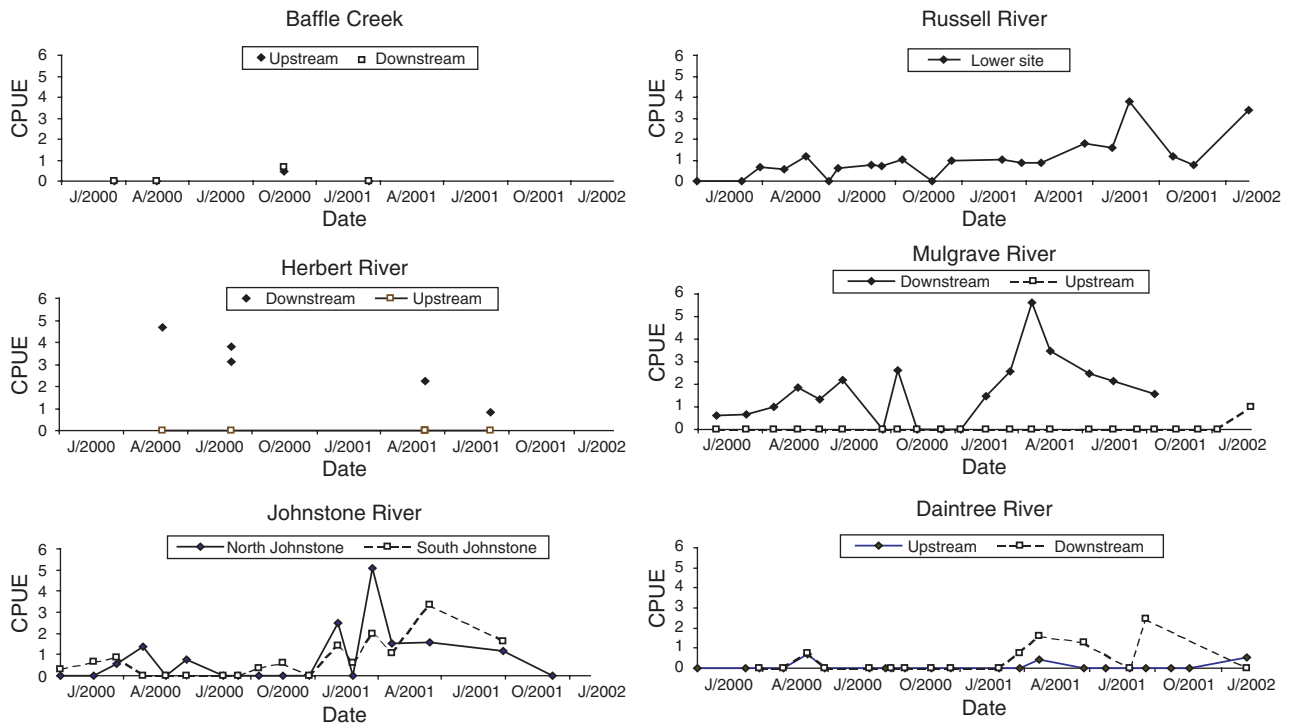 Baffle Creek
Upstream Downstream
CPUE
6
5
4
3
2
1
0
J/2000 A/2000 J/2000 O/2000 J/2001 A/2001 J/2001 O/2001 J/2002
Date
Russell River
Lower site
CPUE
6
5
4
3
2
1
0
J/2000 A/2000 J/2000 O/2000 J/2001 A/2001 J/2001 O/2001 J/2002
Date
Herbert River
Downstream Upstream
CPUE
6
5
4
3
2
1
0
J/2000 A/2000 J/2000 O/2000 J/2001 A/2001 J/2001 O/2001 J/2002
Date
Mulgrave River
Downstream Upstream
CPUE
6
5
4
3
2
1
0
J/2000 A/2000 J/2000 O/2000 J/2001 A/2001 J/2001 O/2001 J/2002
Date
Johnstone River
North Johnstone South Johnstone
CPUE
6
5
4
3
2
1
0
J/2000 A/2000 J/2000 O/2000 J/2001 A/2001 J/2001 O/2001 J/2002
Date
Daintree River
Upstream Downstream
CPUE
6
5
4
3
2
1
0
J/2000 A/2000 J/2000 O/2000 J/2001 A/2001 J/2001 O/2001 J/2002
Date